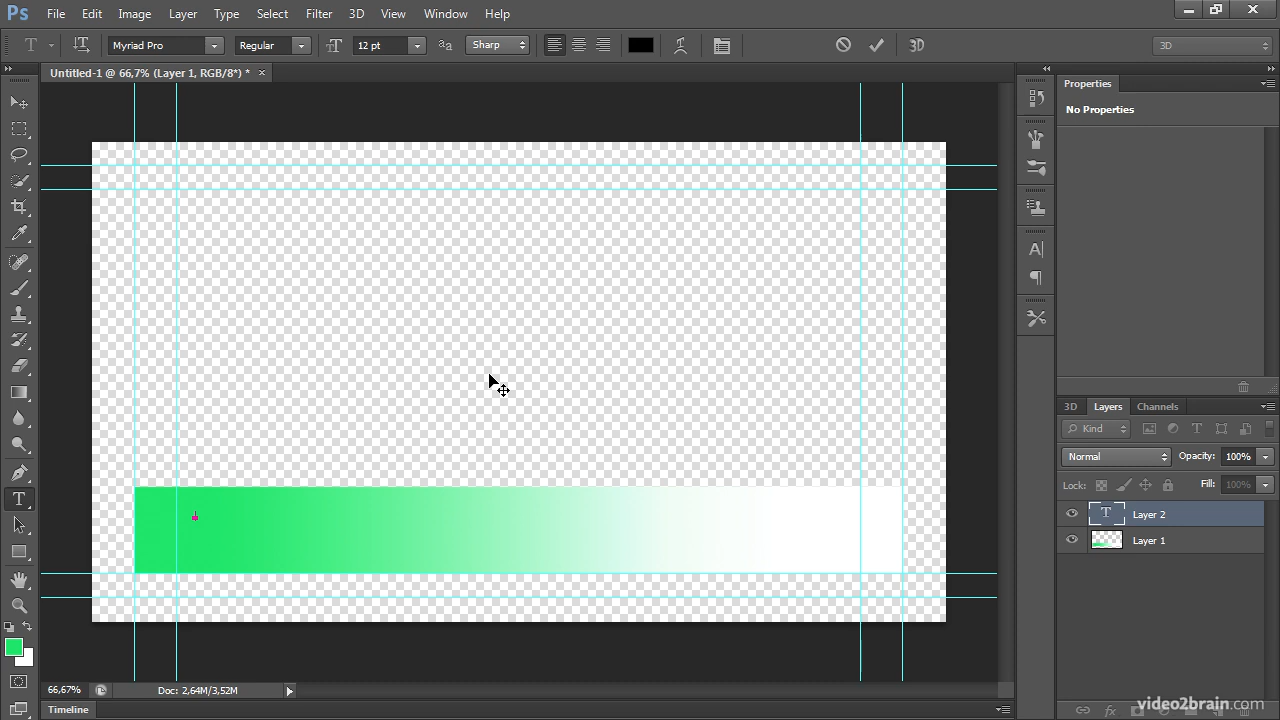 Ps File Edit Image Layer Type Select Filter 3D View Window Help
T Myriad Pro Regular 12 pt Sharp 3D 3D
Untitled-1 @ 66,7% (Layer 1, RGB/8*) *
Properties
No Properties
3D Layers Channels
Kind
Normal Opacity: 100%
Lock: Fill: 100%
T Layer 2
Layer 1
66,67% Doc: 2,64M/3,52M
Timeline
video2brain.com